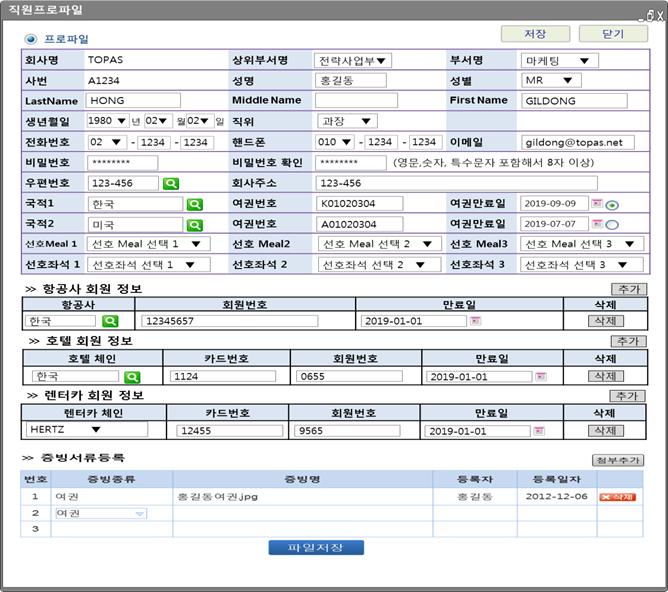 직원프로파일
프로파일 저장 닫기
회사명 TOPAS 상위부서명 전략사업부▼ 부서명 마케팅 ▼
사번 A1234 성명 홍길동 성별 MR ▼
LastName HONG Middle Name First Name GILDONG
생년월일 1980 ▼ 년 02▼ 월 02▼ 일 직위 과장 ▼
전화번호 02 ▼ - 1234 - 1234 핸드폰 010 ▼ - 1234 - 1234 이메일 gildong@topas.net
비밀번호 ******** 비밀번호 확인 ******** (영문,숫자, 특수문자 포함해서 8자 이상)
우편번호 123-456 회사주소 123-456
국적1 한국 여권번호 K01020304 여권만료일 2019-09-09
국적2 미국 여권번호 A01020304 여권만료일 2019-07-07
선호Meal 1 선호 Meal 선택 1 ▼ 선호 Meal2 선호 Meal 선택 2 ▼ 선호 Meal3 선호 Meal 선택 3 ▼
선호좌석 1 선호좌석 선택 1 ▼ 선호좌석 2 선호좌석 선택 2 ▼ 선호좌석 3 선호좌석 선택 3 ▼
>> 항공사 회원 정보 추가
항공사 회원번호 만료일 삭제
한국 12345657 2019-01-01 삭제
>> 호텔 회원 정보 추가
호텔 체인 카드번호 회원번호 만료일 삭제
한국 1124 0655 2019-01-01 삭제
>> 렌터카 회원 정보 추가
렌터카 체인 카드번호 회원번호 만료일 삭제
HERTZ ▼ 12455 9565 2019-01-01 삭제
>> 증빙서류등록 첨부추가
번호 증빙종류 증빙명 등록자 등록일자
1 여권 홍길동여권.jpg 홍길동 2012-12-06 삭제
2 여권
3
파일저장